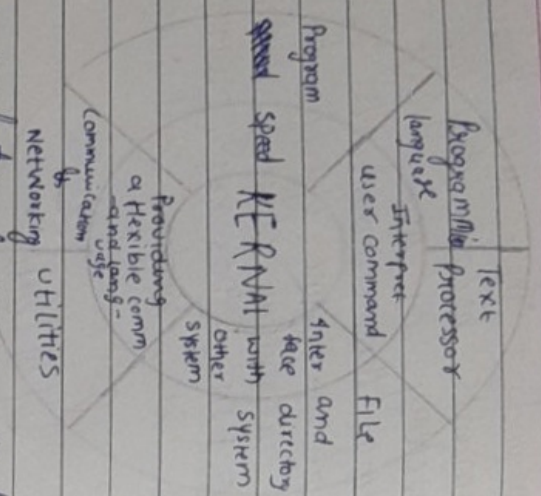 Text
Programming Processor
language
Interpret
user command File
Program Inter and
face directory
speed KERNAL with system
other
system
Providing
a flexible comm
and lang-
uage
Communication
&
Networking utilities